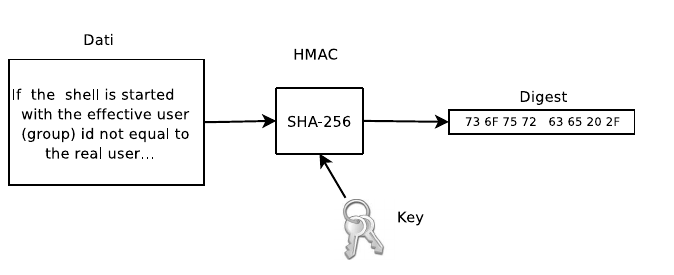 Dati
HMAC
If the shell is started
with the effective user
(group) id not equal to
the real user...
SHA-256
Digest
73 6F 75 72 63 65 20 2F
Key